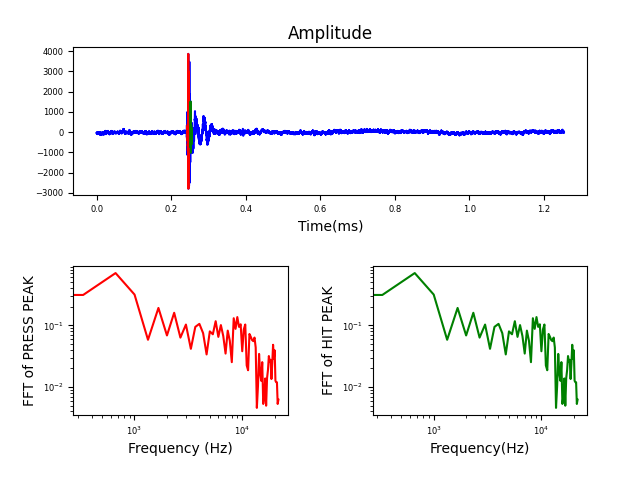 Amplitude
4000
3000
2000
1000
0
−1000
−2000
−3000
0.0 0.2 0.4 0.6 0.8 1.0 1.2
Time(ms)
FFT of PRESS PEAK
10⁻¹
10⁻²
10³ 10⁴
Frequency (Hz)
FFT of HIT PEAK
10⁻¹
10⁻²
10³ 10⁴
Frequency(Hz)